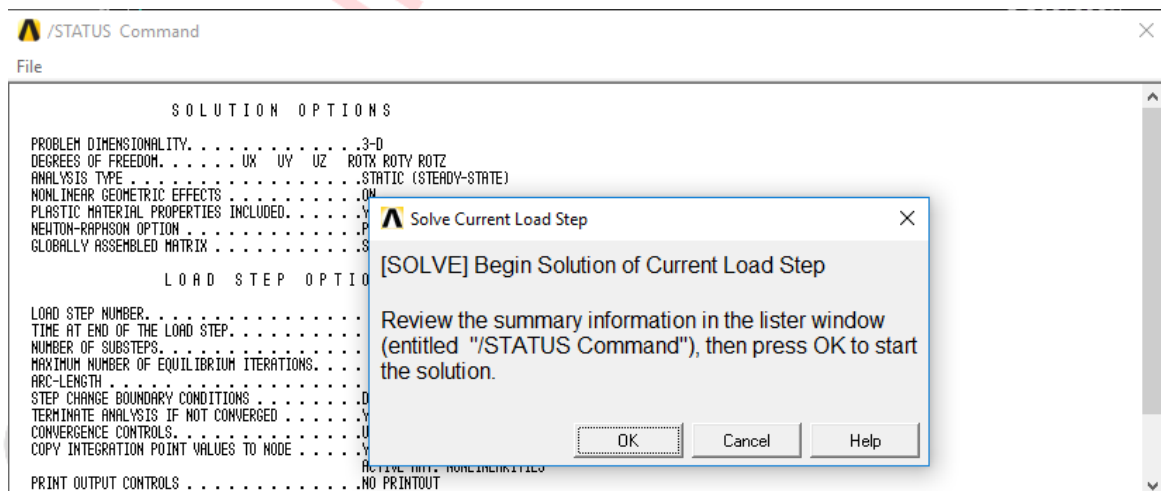 /STATUS Command
File
SOLUTION OPTIONS
PROBLEM DIMENSIONALITY. . . . . . . . . . . . .3-D
DEGREES OF FREEDOM. . . . . . UX UY UZ ROTX ROTY ROTZ
ANALYSIS TYPE . . . . . . . . . . . . . . . . .STATIC (STEADY-STATE)
NONLINEAR GEOMETRIC EFFECTS . . . . . . . . . .ON
PLASTIC MATERIAL PROPERTIES INCLUDED. . . . . .Y
NEWTON-RAPHSON OPTION . . . . . . . . . . . . .P
GLOBALLY ASSEMBLED MATRIX . . . . . . . . . . .S
LOAD STEP OPTIO
LOAD STEP NUMBER. . . . . . . . . . . . . . . .
TIME AT END OF THE LOAD STEP. . . . . . . . . .
NUMBER OF SUBSTEPS. . . . . . . . . . . . . . .
MAXIMUM NUMBER OF EQUILIBRIUM ITERATIONS. . . .
ARC-LENGTH . . . . . . . . . . . . . . . . . .
STEP CHANGE BOUNDARY CONDITIONS . . . . . . . .
TERMINATE ANALYSIS IF NOT CONVERGED . . . . . .Y
CONVERGENCE CONTROLS. . . . . . . . . . . . . .U
COPY INTEGRATION POINT VALUES TO NODE . . . . .Y
PRINT OUTPUT CONTROLS . . . . . . . . . . . . .NO PRINTOUT
Solve Current Load Step
[SOLVE] Begin Solution of Current Load Step
Review the summary information in the lister window
(entitled "/STATUS Command"), then press OK to start
the solution.
OK
Cancel
Help